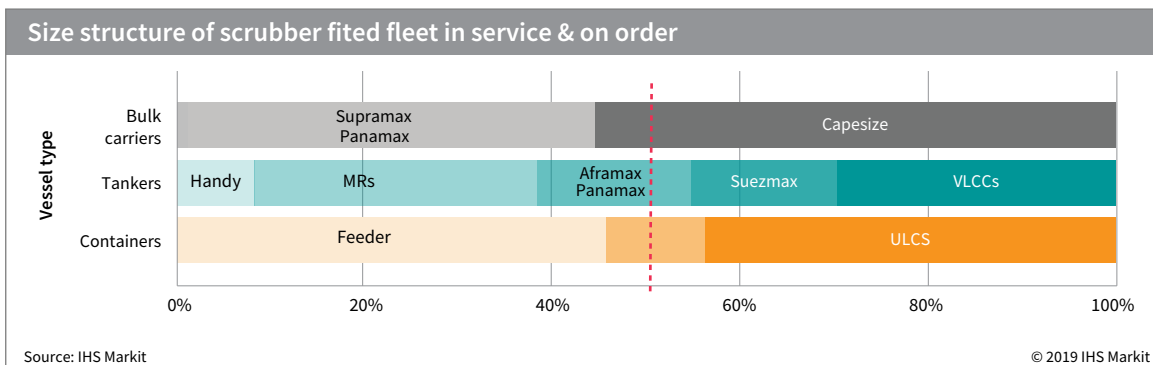 Size structure of scrubber fited fleet in service & on order
Vessel type
Bulk
carriers
Supramax
Panamax
Capesize
Tankers
Handy
MRs
Aframax
Panamax
Suezmax
VLCCs
Containers
Feeder
ULCS
0%
20%
40%
60%
80%
100%
Source: IHS Markit
© 2019 IHS Markit